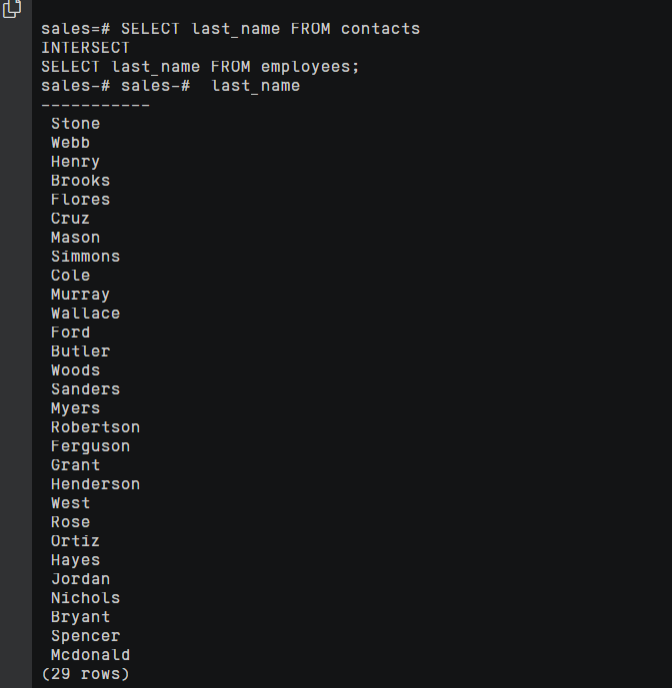 sales=# SELECT last_name FROM contacts
INTERSECT
SELECT last_name FROM employees;
sales-# sales-#  last_name
-----------
 Stone
 Webb
 Henry
 Brooks
 Flores
 Cruz
 Mason
 Simmons
 Cole
 Murray
 Wallace
 Ford
 Butler
 Woods
 Sanders
 Myers
 Robertson
 Ferguson
 Grant
 Henderson
 West
 Rose
 Ortiz
 Hayes
 Jordan
 Nichols
 Bryant
 Spencer
 Mcdonald
(29 rows)